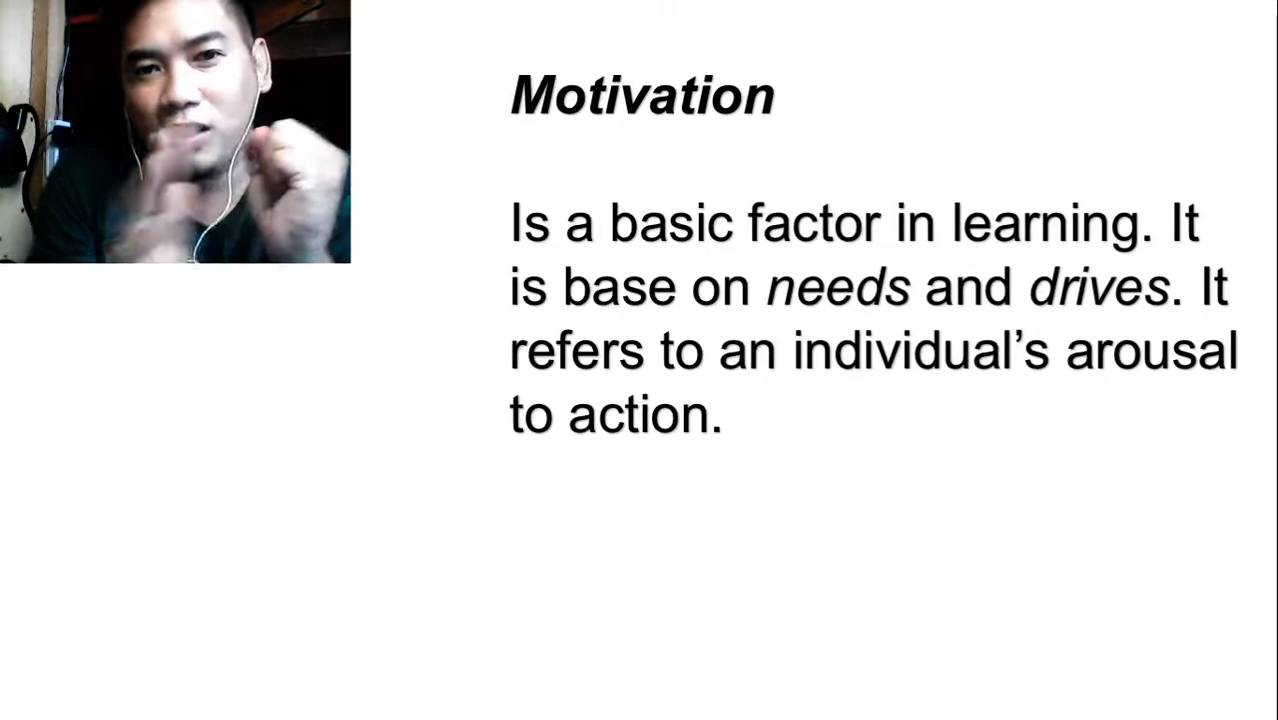 Motivation
Is a basic factor in learning. It
is base on needs and drives. It
refers to an individual’s arousal
to action.